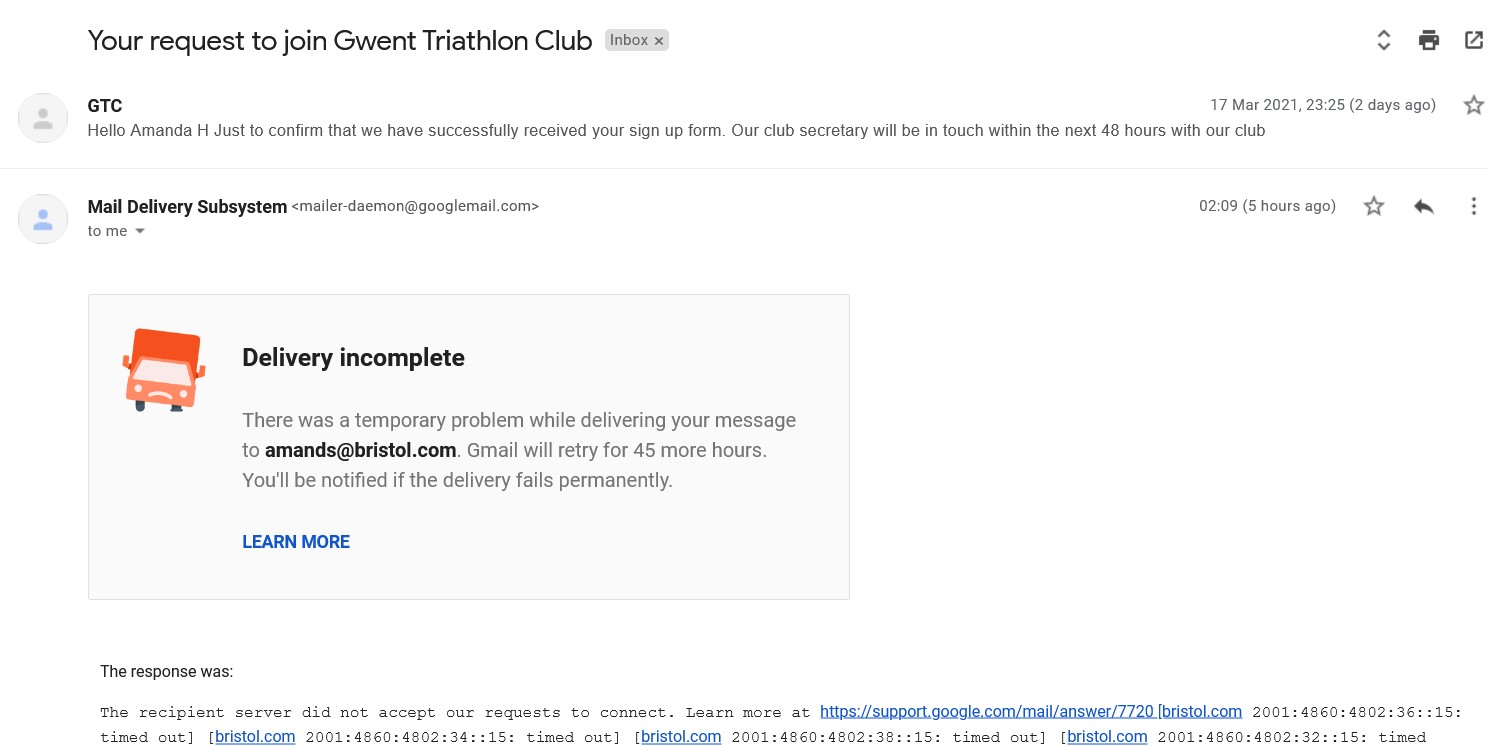 Your request to join Gwent Triathlon Club Inbox ×
GTC 17 Mar 2021, 23:25 (2 days ago)
Hello Amanda H Just to confirm that we have successfully received your sign up form. Our club secretary will be in touch within the next 48 hours with our club
Mail Delivery Subsystem <mailer-daemon@googlemail.com> 02:09 (5 hours ago)
to me
Delivery incomplete
There was a temporary problem while delivering your message
to amands@bristol.com. Gmail will retry for 45 more hours.
You'll be notified if the delivery fails permanently.
LEARN MORE
The response was:
The recipient server did not accept our requests to connect. Learn more at https://support.google.com/mail/answer/7720 [bristol.com 2001:4860:4802:36::15:
timed out] [bristol.com 2001:4860:4802:34::15: timed out] [bristol.com 2001:4860:4802:38::15: timed out] [bristol.com 2001:4860:4802:32::15: timed